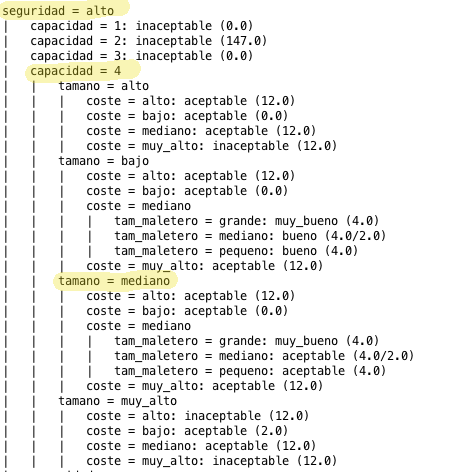 seguridad = alto
|   capacidad = 1: inaceptable (0.0)
|   capacidad = 2: inaceptable (147.0)
|   capacidad = 3: inaceptable (0.0)
|   capacidad = 4
|   |   tamano = alto
|   |   |   coste = alto: aceptable (12.0)
|   |   |   coste = bajo: aceptable (0.0)
|   |   |   coste = mediano: aceptable (12.0)
|   |   |   coste = muy_alto: inaceptable (12.0)
|   |   tamano = bajo
|   |   |   coste = alto: aceptable (12.0)
|   |   |   coste = bajo: aceptable (0.0)
|   |   |   coste = mediano
|   |   |   |   tam_maletero = grande: muy_bueno (4.0)
|   |   |   |   tam_maletero = mediano: bueno (4.0/2.0)
|   |   |   |   tam_maletero = pequeno: bueno (4.0)
|   |   |   coste = muy_alto: aceptable (12.0)
|   |   tamano = mediano
|   |   |   coste = alto: aceptable (12.0)
|   |   |   coste = bajo: aceptable (0.0)
|   |   |   coste = mediano
|   |   |   |   tam_maletero = grande: muy_bueno (4.0)
|   |   |   |   tam_maletero = mediano: aceptable (4.0/2.0)
|   |   |   |   tam_maletero = pequeno: aceptable (4.0)
|   |   |   coste = muy_alto: aceptable (12.0)
|   |   tamano = muy_alto
|   |   |   coste = alto: inaceptable (12.0)
|   |   |   coste = bajo: aceptable (2.0)
|   |   |   coste = mediano: aceptable (12.0)
|   |   |   coste = muy_alto: inaceptable (12.0)